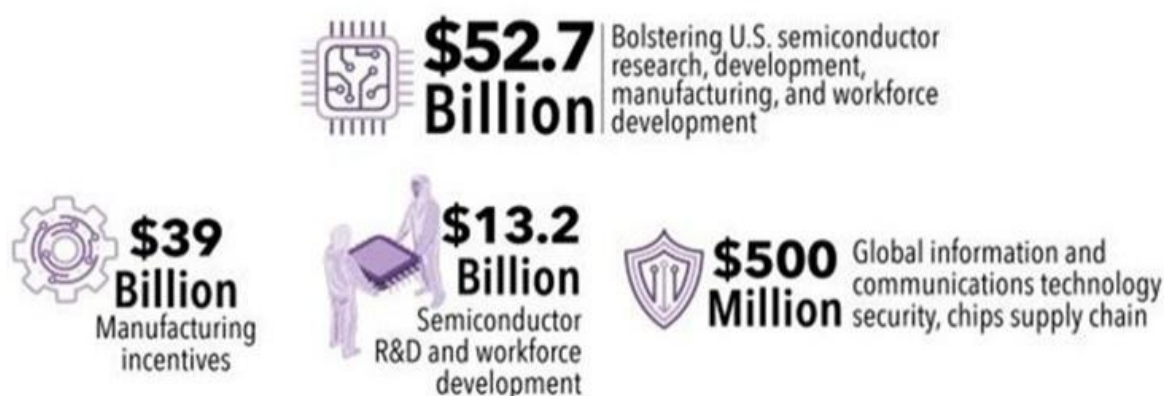 $52.7
Billion
Bolstering U.S. semiconductor
research, development,
manufacturing, and workforce
development
$39
Billion
Manufacturing
incentives
$13.2
Billion
Semiconductor
R&D and workforce
development
$500
Million
Global information and
communications technology
security, chips supply chain